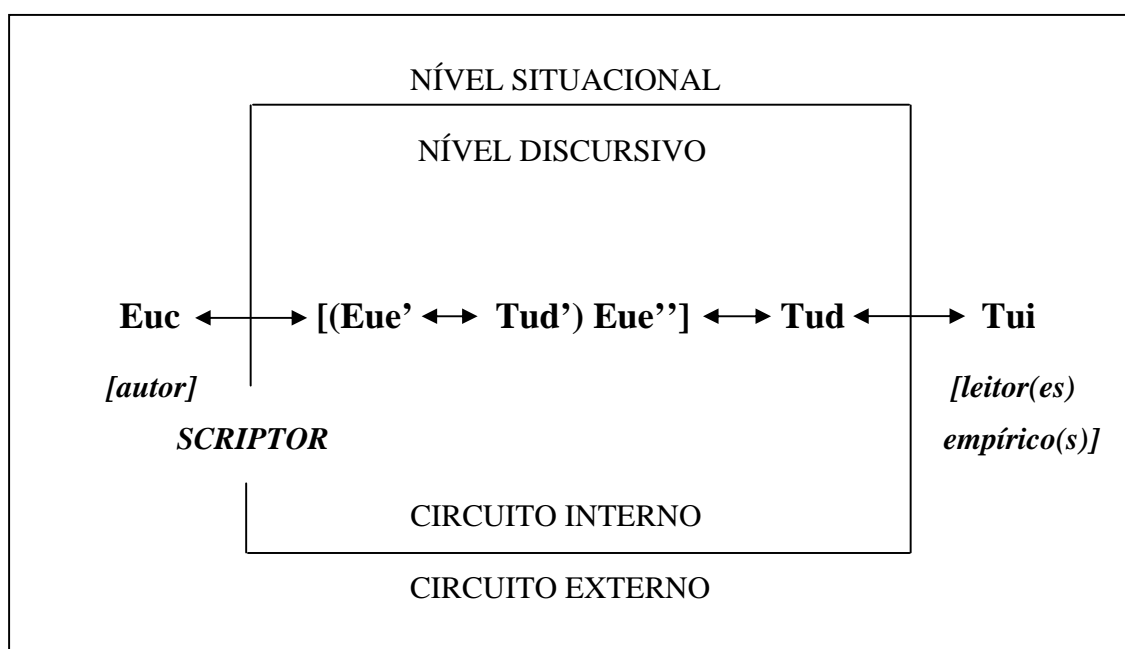 NÍVEL SITUACIONAL
NÍVEL DISCURSIVO
Euc [(Eue' Tud') Eue''] Tud Tui
[autor] [leitor(es)
SCRIPTOR empírico(s)]
CIRCUITO INTERNO
CIRCUITO EXTERNO